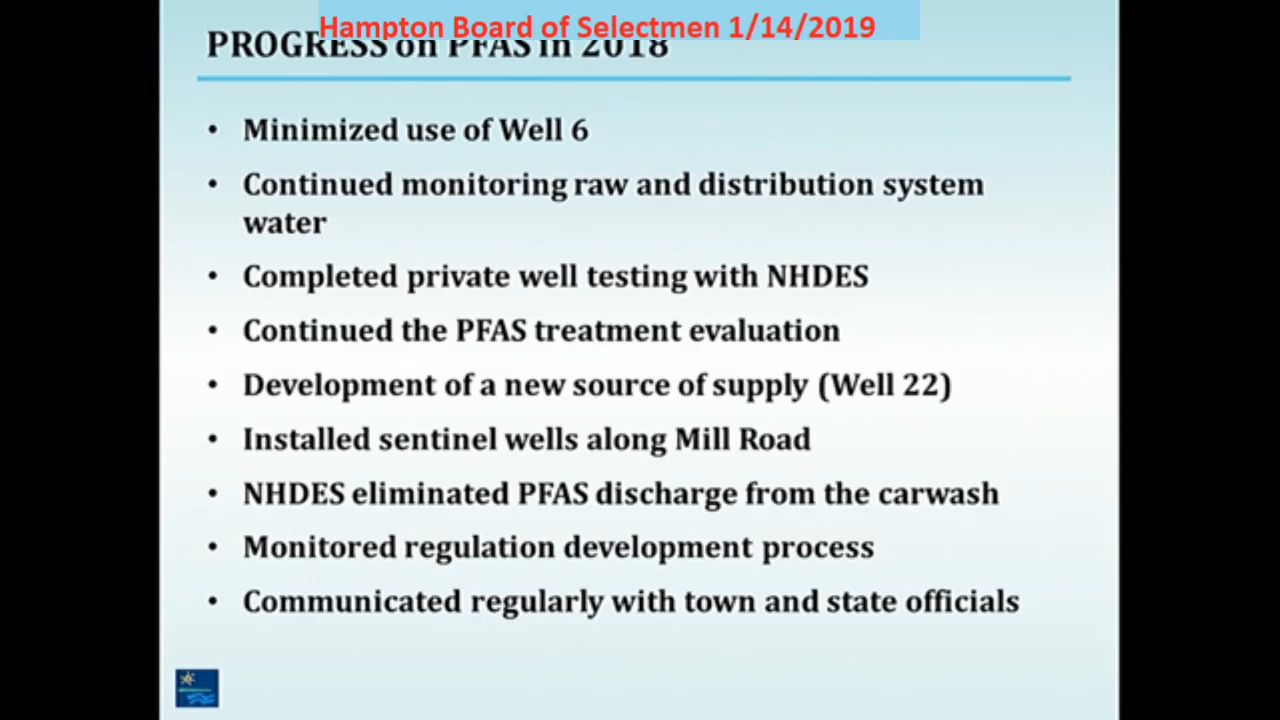 Hampton Board of Selectmen 1/14/2019
PROGRESS on PFAS in 2018
• Minimized use of Well 6
• Continued monitoring raw and distribution system
water
• Completed private well testing with NHDES
• Continued the PFAS treatment evaluation
• Development of a new source of supply (Well 22)
• Installed sentinel wells along Mill Road
• NHDES eliminated PFAS discharge from the carwash
• Monitored regulation development process
• Communicated regularly with town and state officials